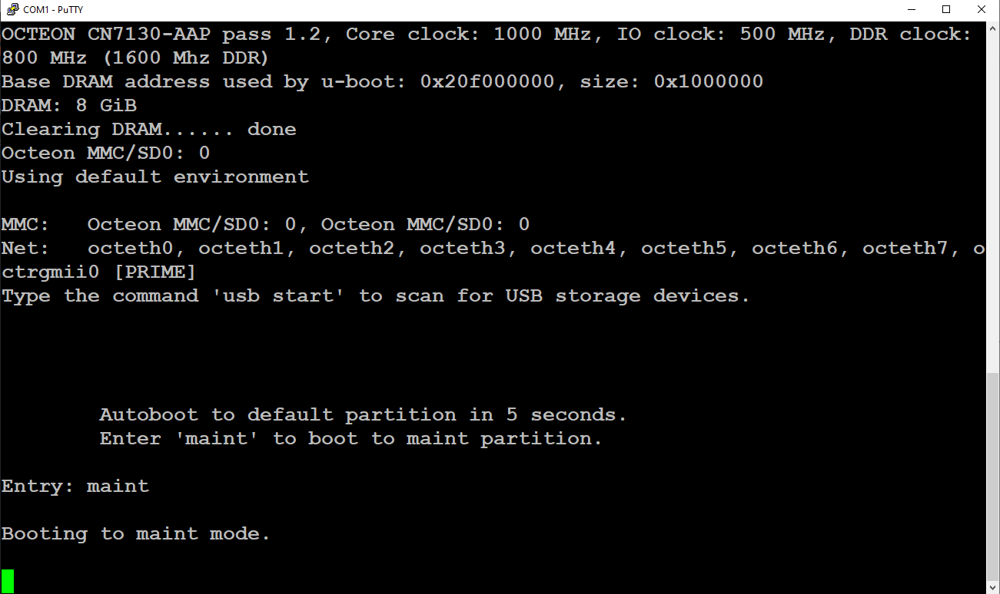 COM1 - PuTTY
OCTEON CN7130-AAP pass 1.2, Core clock: 1000 MHz, IO clock: 500 MHz, DDR clock:
800 MHz (1600 Mhz DDR)
Base DRAM address used by u-boot: 0x20f000000, size: 0x1000000
DRAM: 8 GiB
Clearing DRAM...... done
Octeon MMC/SD0: 0
Using default environment
MMC:   Octeon MMC/SD0: 0, Octeon MMC/SD0: 0
Net:   octeth0, octeth1, octeth2, octeth3, octeth4, octeth5, octeth6, octeth7, o
ctrgmii0 [PRIME]
Type the command 'usb start' to scan for USB storage devices.
Autoboot to default partition in 5 seconds.
Enter 'maint' to boot to maint partition.
Entry: maint
Booting to maint mode.